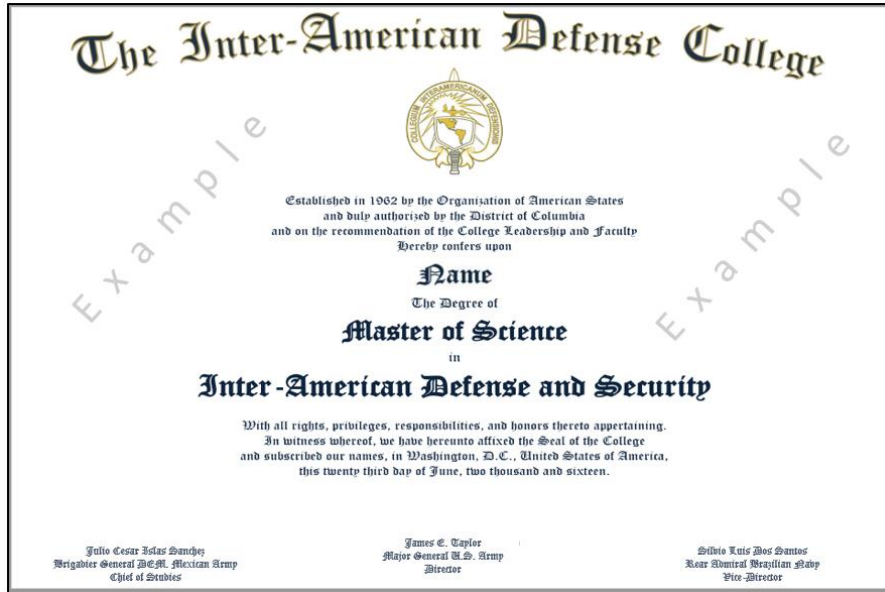 The Inter-American Defense College
COLLEGIUM INTERAMERICANUM DEFENSIONIS
Example
Example
Established in 1962 by the Organization of American States
and duly authorized by the District of Columbia
and on the recommendation of the College Leadership and Faculty
Hereby confers upon
Name
The Degree of
Master of Science
in
Inter-American Defense and Security
With all rights, privileges, responsibilities, and honors thereto appertaining.
In witness whereof, we have hereunto affixed the Seal of the College
and subscribed our names, in Washington, D.C., United States of America,
this twenty third day of June, two thousand and sixteen.
Julio Cesar Islas Sanchez
Brigadier General DEM. Mexican Army
Chief of Studies
James E. Taylor
Major General U.S. Army
Director
Silvio Luis Dos Santos
Rear Admiral Brazilian Navy
Vice-Director